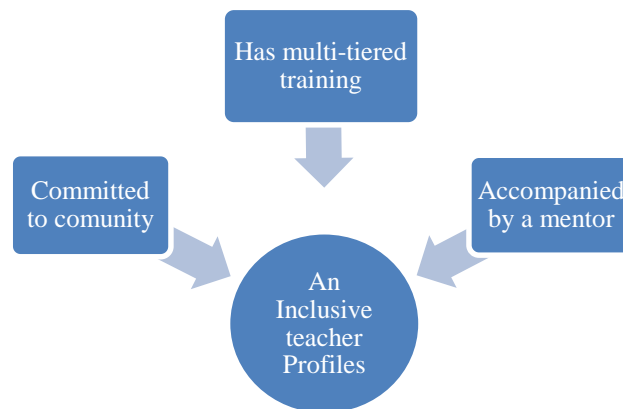 Has multi-tiered
training
Committed
to comunity
Accompanied
by a mentor
An
Inclusive
teacher
Profiles